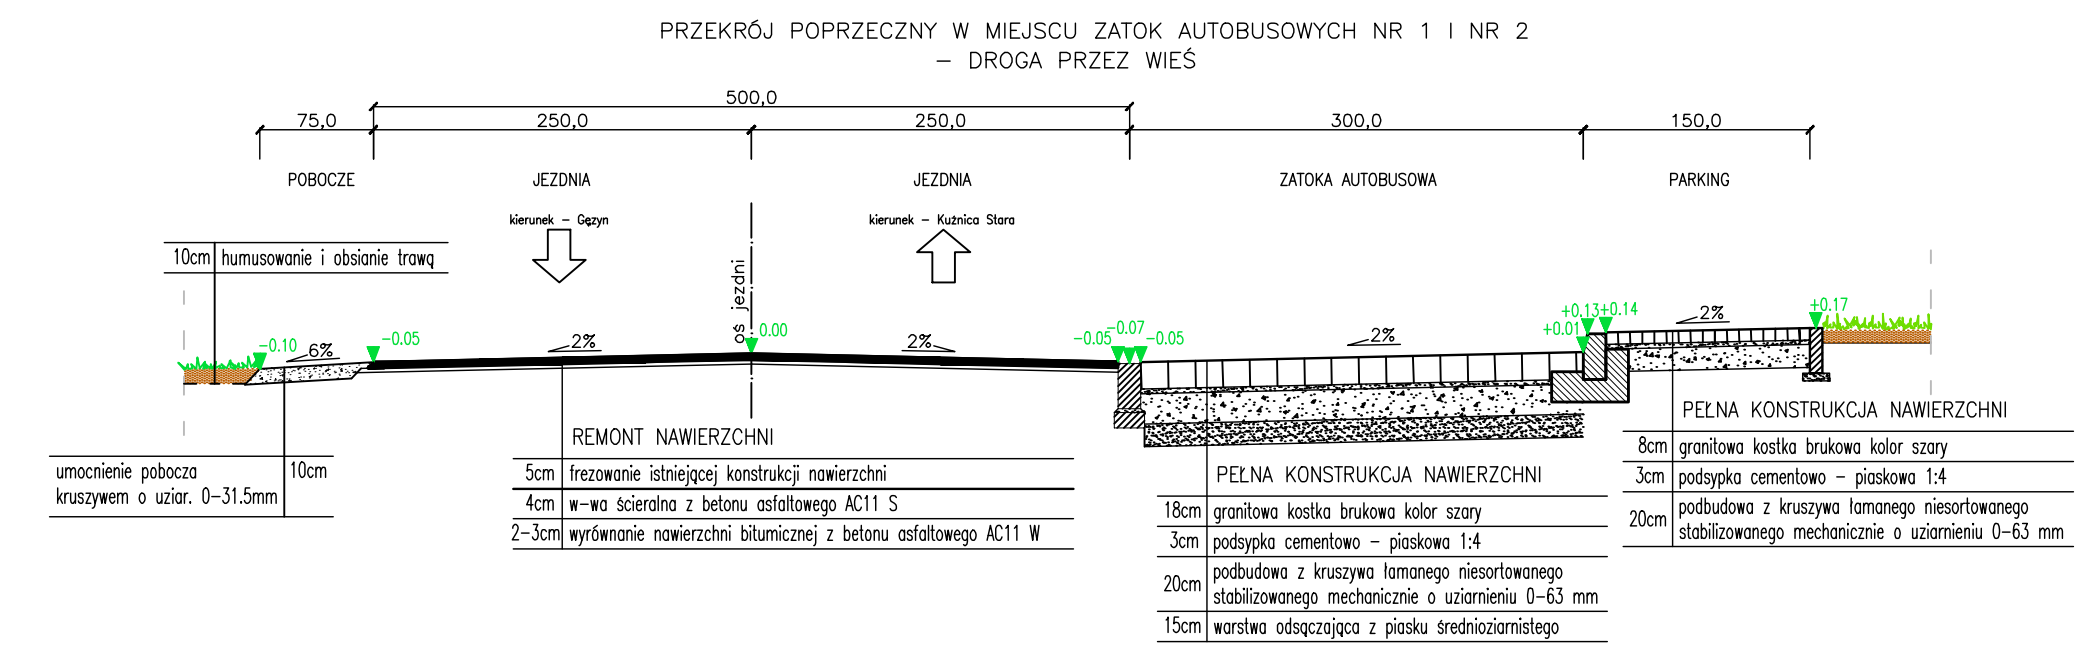 PRZEKRÓJ POPRZECZNY W MIEJSCU ZATOK AUTOBUSOWYCH NR 1 I NR 2
– DROGA PRZEZ WIEŚ
500,0
75,0 250,0 250,0 300,0 150,0
POBOCZE JEZDNIA JEZDNIA ZATOKA AUTOBUSOWA PARKING
kierunek – Gęzyn kierunek – Kuźnica Stara
10cm humusowanie i obsianie trawą
oś jezdni
-0.10 6% -0.05 2% 0.00 2% -0.05 -0.07 -0.05 2% +0.01 +0.13 +0.14 2% +0.17
umocnienie pobocza
kruszywem o uziar. 0-31.5mm
10cm
REMONT NAWIERZCHNI
5cm frezowanie istniejącej konstrukcji nawierzchni
4cm w-wa ścieralna z betonu asfaltowego AC11 S
2-3cm wyrównanie nawierzchni bitumicznej z betonu asfaltowego AC11 W
PEŁNA KONSTRUKCJA NAWIERZCHNI
18cm granitowa kostka brukowa kolor szary
3cm podsypka cementowo – piaskowa 1:4
20cm podbudowa z kruszywa łamanego niesortowanego
stabilizowanego mechanicznie o uziarnieniu 0-63 mm
15cm warstwa odsączająca z piasku średnioziarnistego
PEŁNA KONSTRUKCJA NAWIERZCHNI
8cm granitowa kostka brukowa kolor szary
3cm podsypka cementowo – piaskowa 1:4
20cm podbudowa z kruszywa łamanego niesortowanego
stabilizowanego mechanicznie o uziarnieniu 0-63 mm